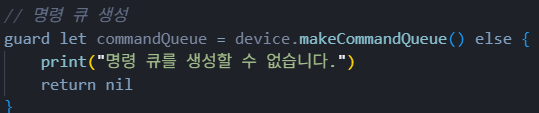 // 명령 큐 생성
guard let commandQueue = device.makeCommandQueue() else {
    print("명령 큐를 생성할 수 없습니다.")
    return nil
}